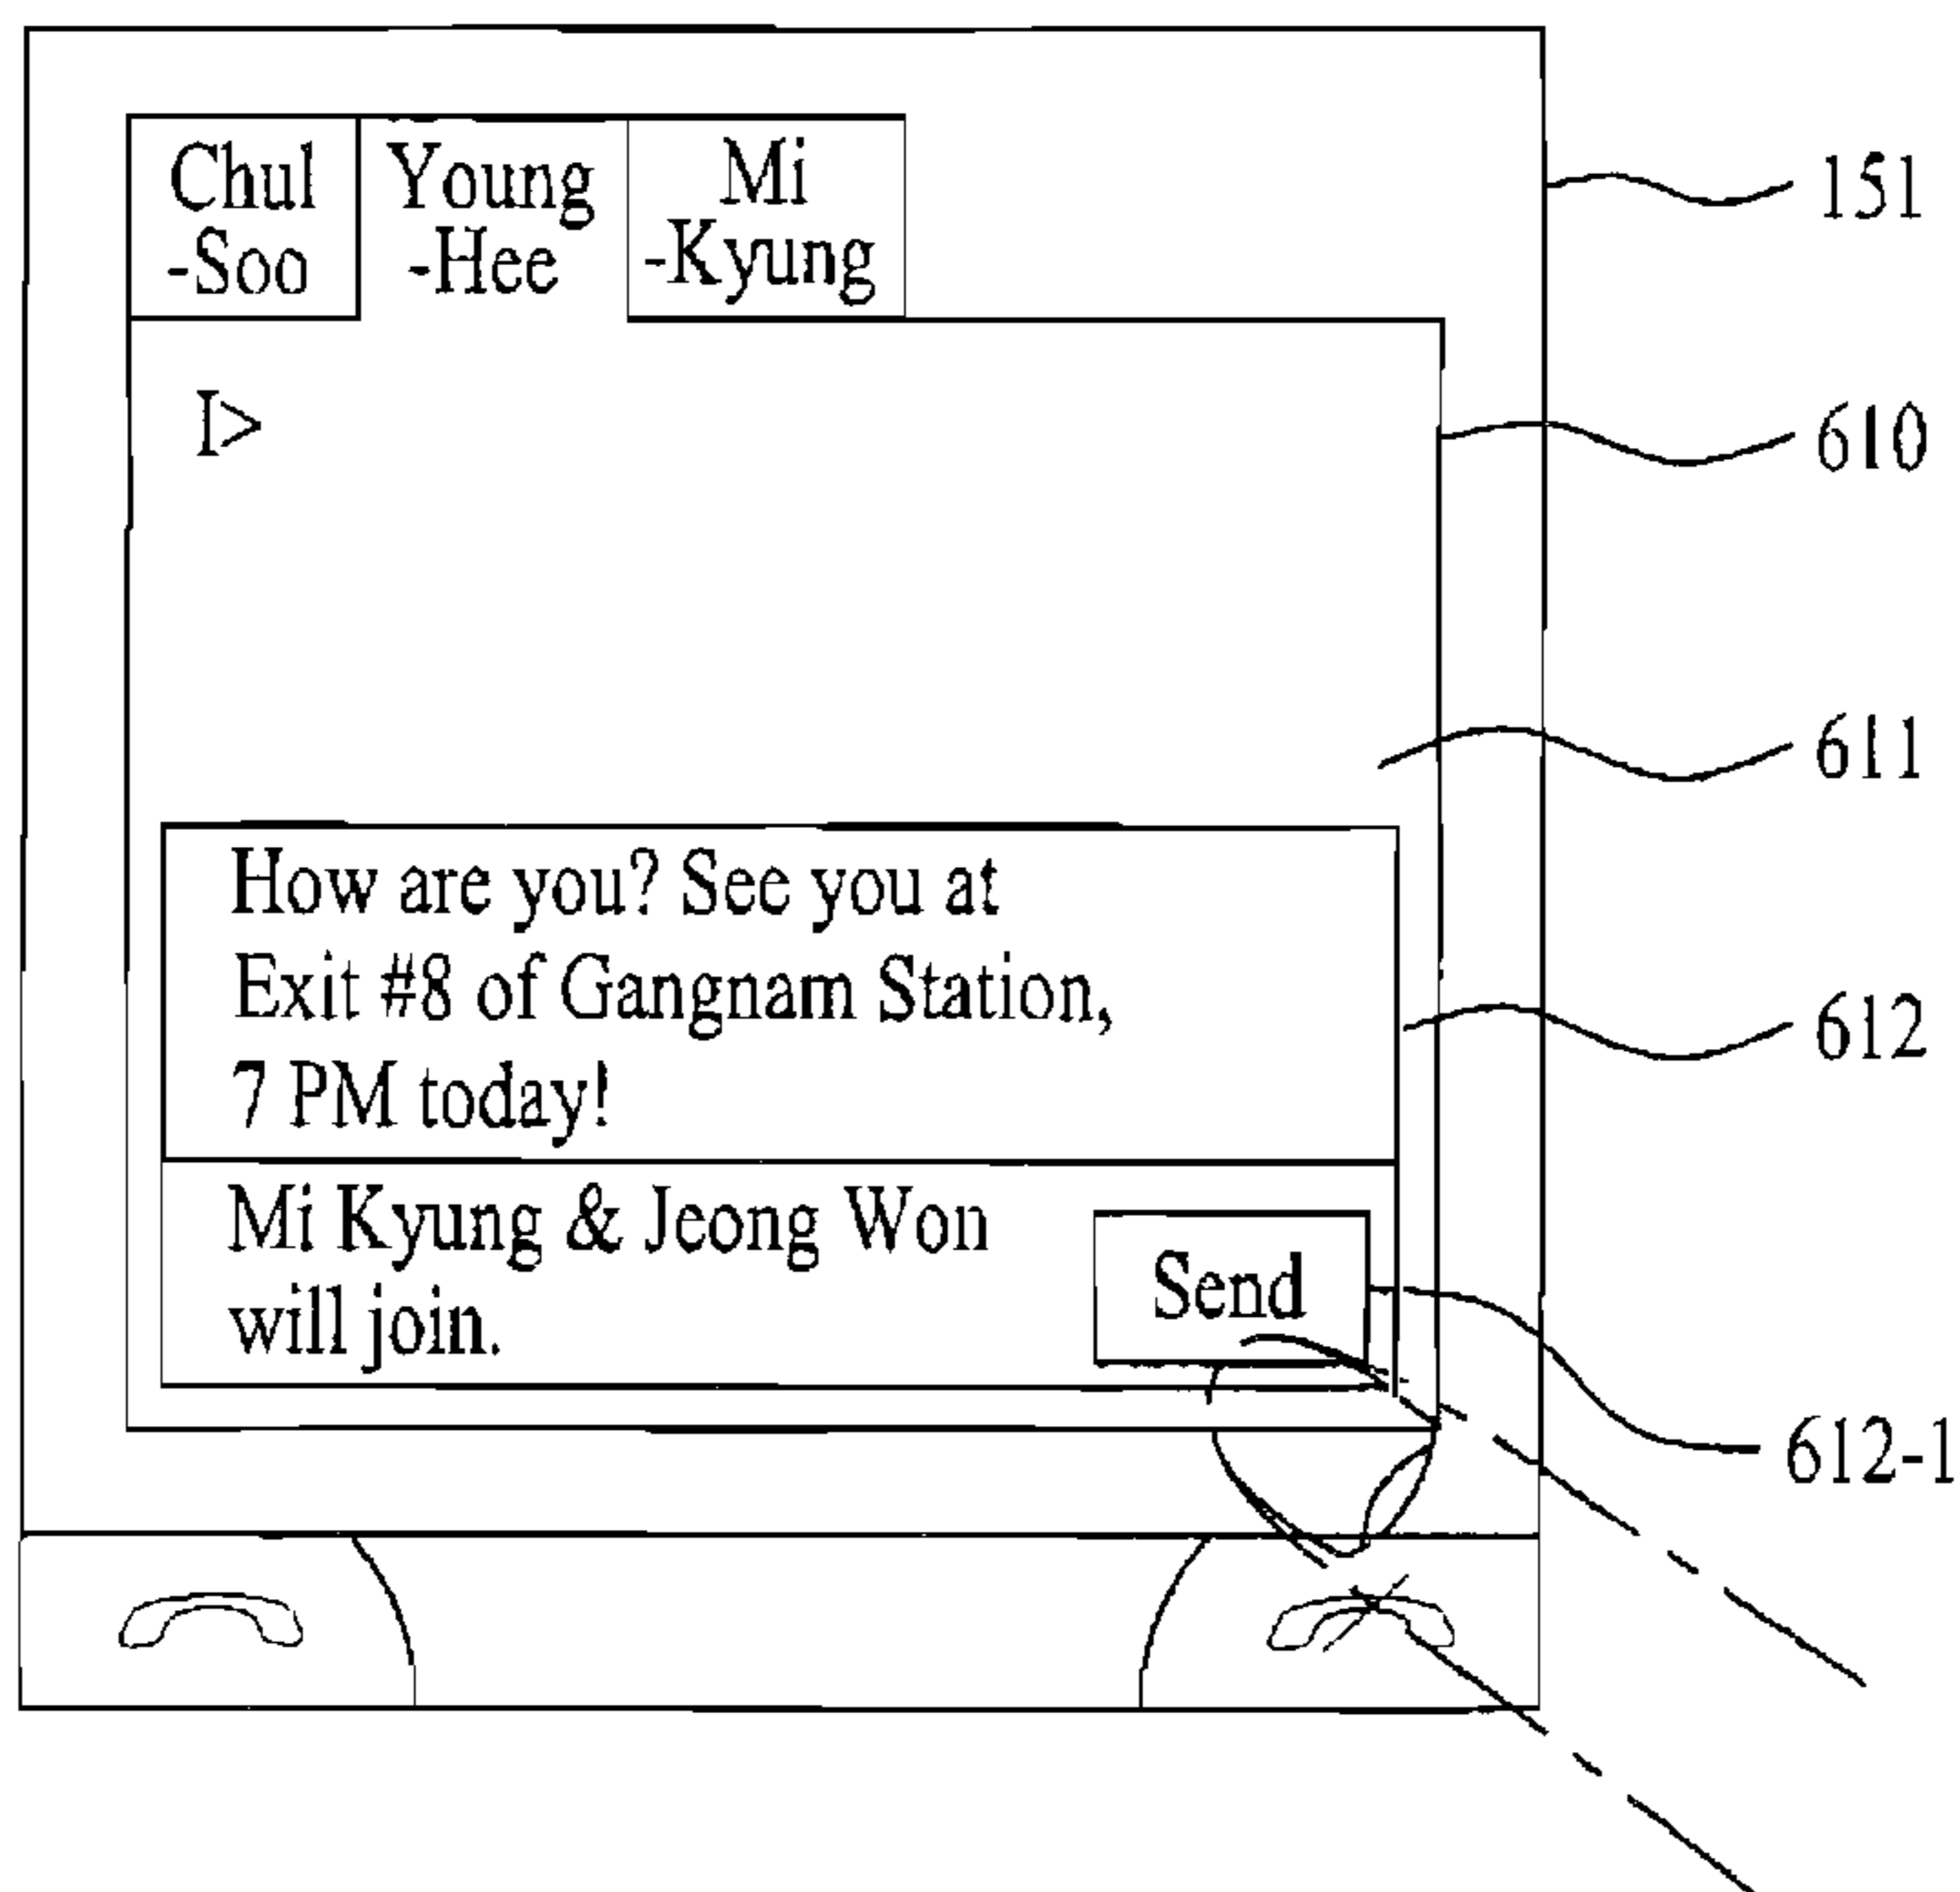 Chul
-Soo
Young
-Hee
Mi
-Kyung
151
I>
610
611
How are you? See you at
Exit #8 of Gangnam Station,
7 PM today!
612
Mi Kyung & Jeong Won
will join.
Send
612-1